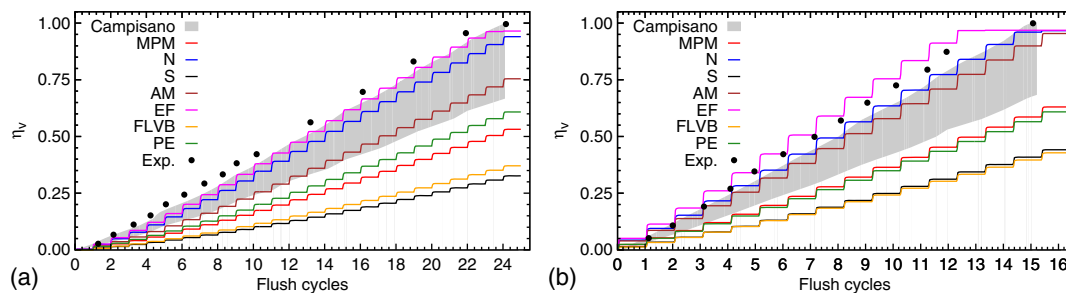 1.00
0.75
0.50
0.25
0.00
ηv
Campisano
MPM
N
S
AM
EF
FLVB
PE
Exp.
0 2 4 6 8 10 12 14 16 18 20 22 24
Flush cycles
(a)
1.00
0.75
0.50
0.25
0.00
ηv
Campisano
MPM
N
S
AM
EF
FLVB
PE
Exp.
0 1 2 3 4 5 6 7 8 9 10 11 12 13 14 15 16
Flush cycles
(b)